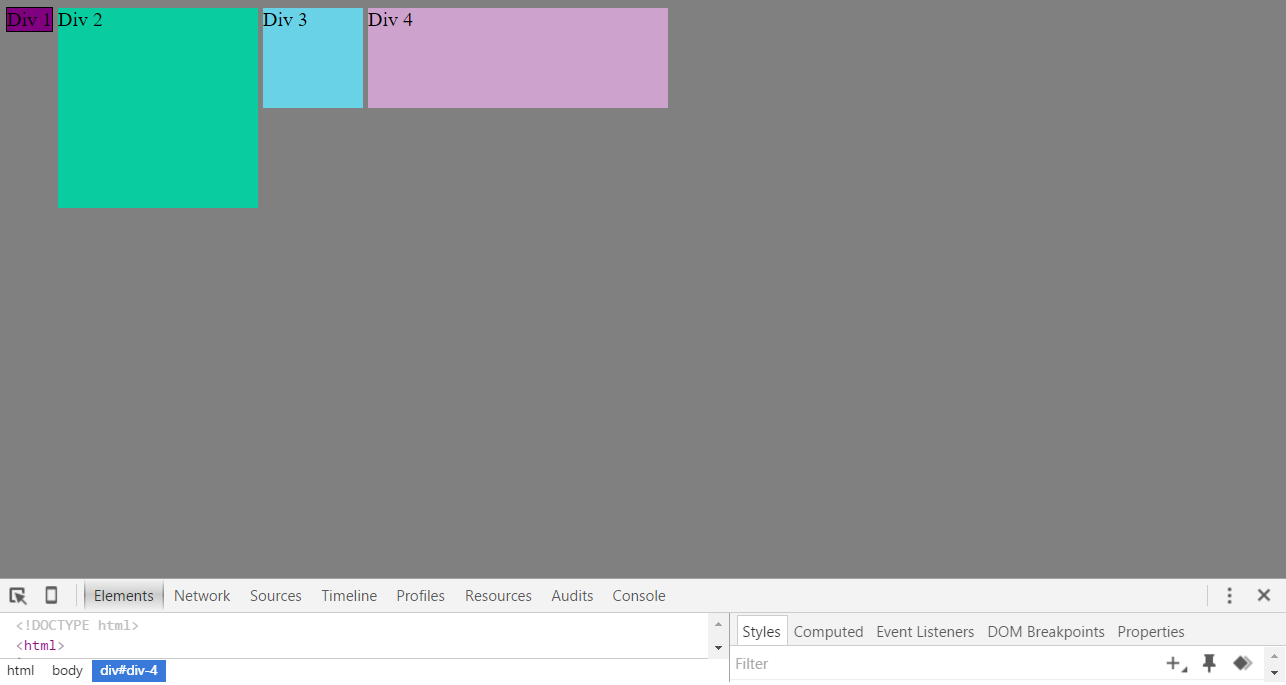 Div 1 Div 2 Div 3 Div 4
Elements Network Sources Timeline Profiles Resources Audits Console
<!DOCTYPE html>
<html>
html body div#div-4
Styles Computed Event Listeners DOM Breakpoints Properties
Filter